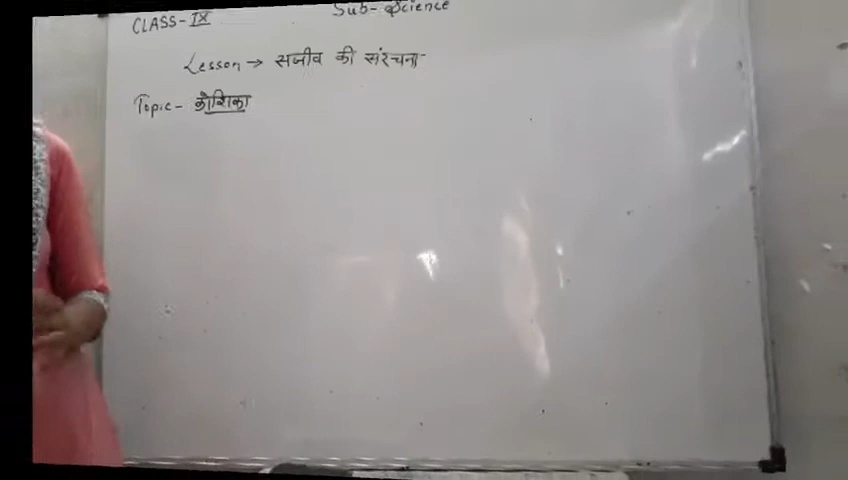 CLASS-IX Sub-Science
Lesson → सजीव की संरचना
Topic- कोशिका